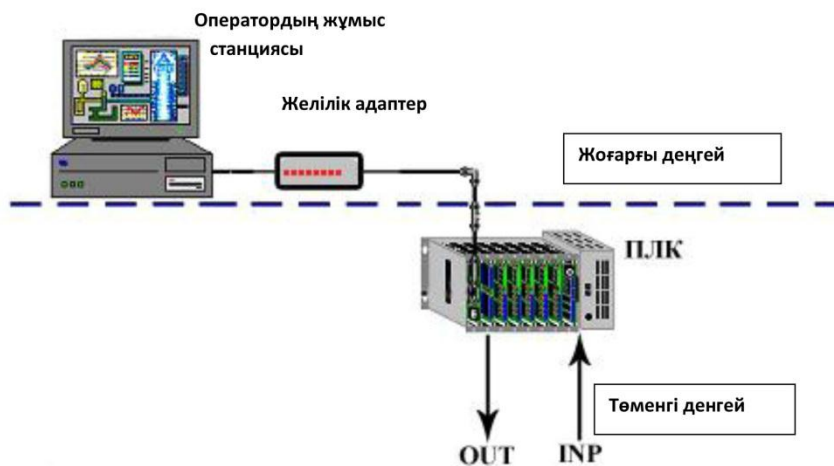 Оператордың жұмыс
станциясы
Желілік адаптер
Жоғарғы деңгей
ПЛК
Төменгі денгей
OUT
INP